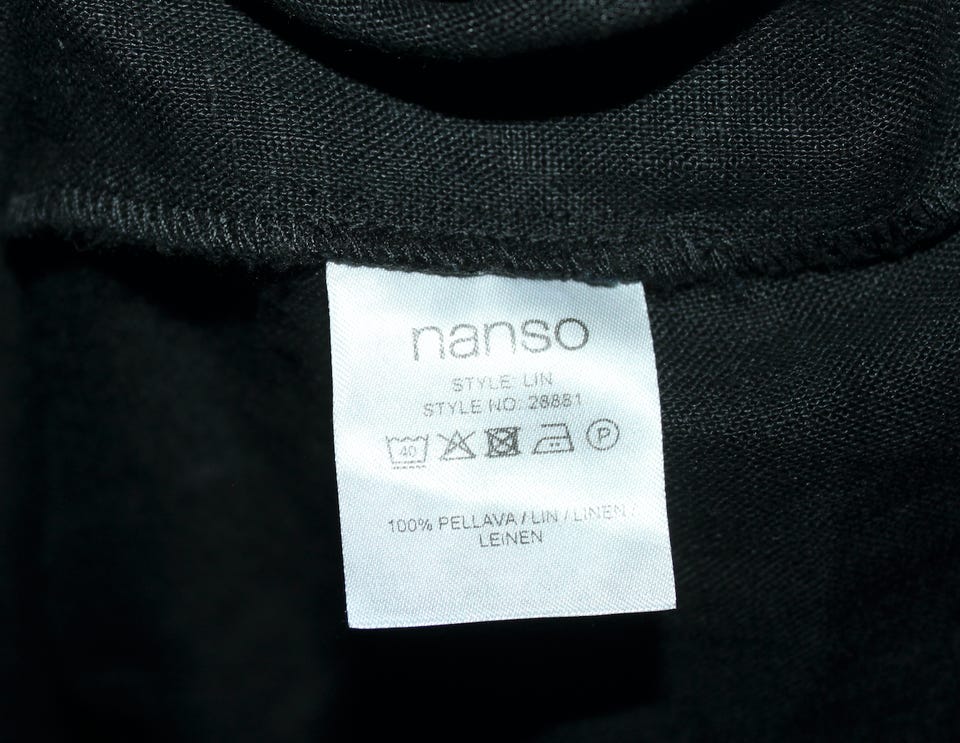 nanso
STYLE: LIN
STYLE NO: 28881
40 P
100% PELLAVA / LIN / LINEN /
LEINEN